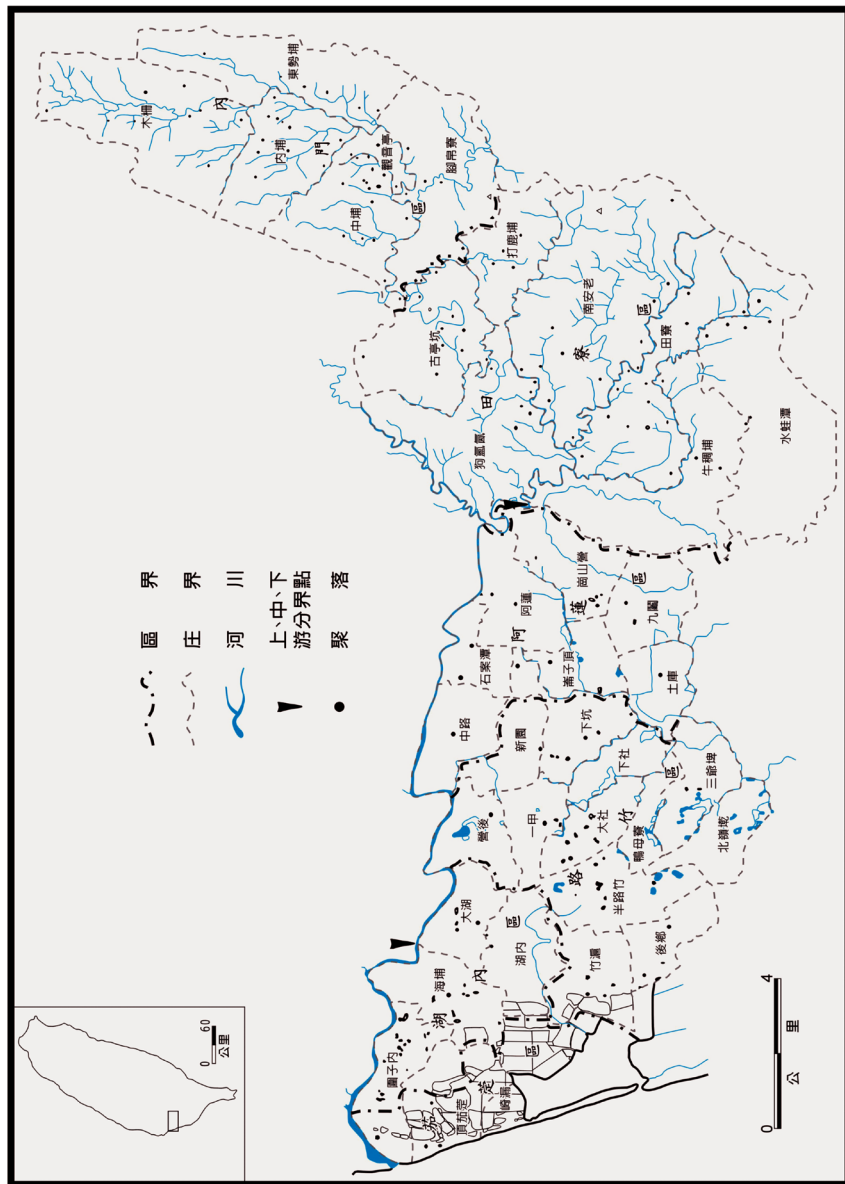 東勢埔
木柵
內埔
內門區
觀音亭
中埔
腳帛寮
打鹿埔
古亭坑
南安老
田寮區
田寮
狗氳氤
牛稠埔
水蛙潭
崗山營
阿蓮區
阿蓮
九鬮
石案潭
崙子頂
土庫
中路
新園
下坑
下社
三爺埤
營後
一甲
大社
路竹區
鴨母寮
北嶺墘
半路竹
大湖
湖內
湖內區
海埔
竹滬
後鄉
圍子內
頂茄萣
崎漏
茄萣區
區界
庄界
河川
上、中、下游分界點
聚落
0 60
公里
0 4
公里